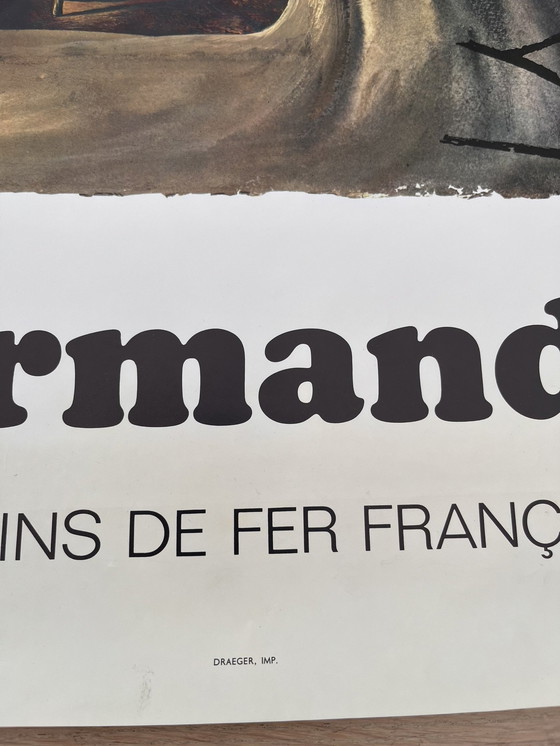 rmand
INS DE FER FRANÇ
DRAEGER, IMP.